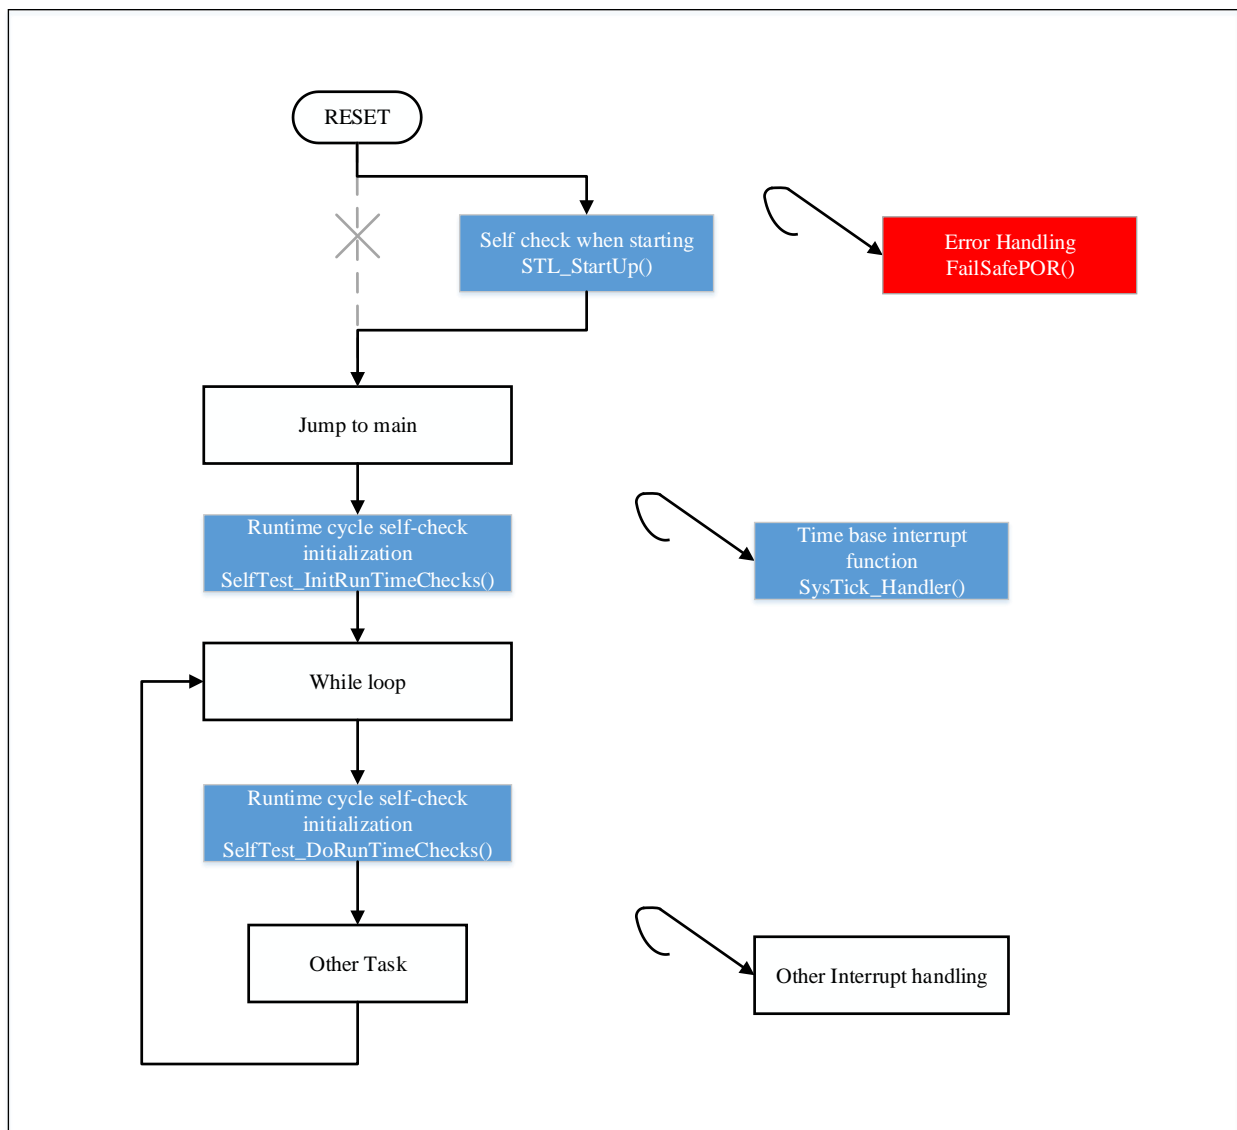 RESET
Self check when starting
STL_StartUp()
Error Handling
FailSafePOR()
Jump to main
Runtime cycle self-check
initialization
SelfTest_InitRunTimeChecks()
Time base interrupt
function
SysTick_Handler()
While loop
Runtime cycle self-check
initialization
SelfTest_DoRunTimeChecks()
Other Task
Other Interrupt handling